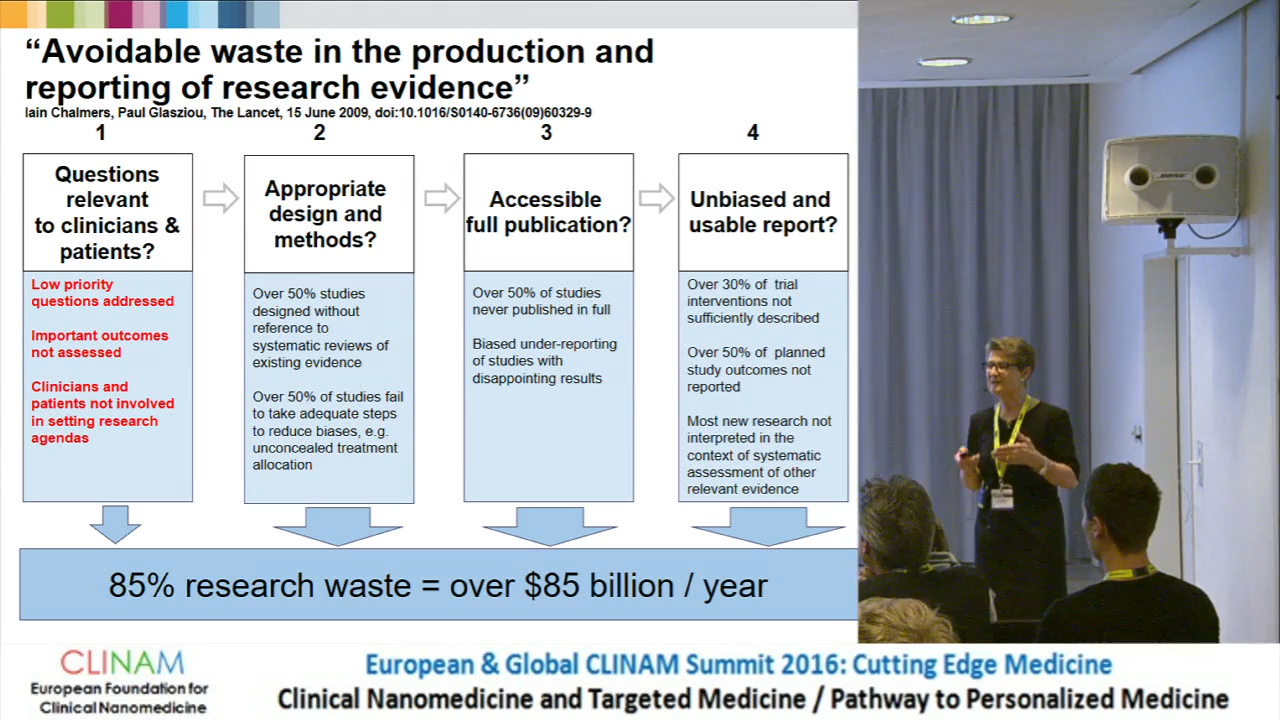 “Avoidable waste in the production and
reporting of research evidence”
Iain Chalmers, Paul Glasziou, The Lancet, 15 June 2009, doi:10.1016/S0140-6736(09)60329-9
1
2
3
4
Questions
relevant
to clinicians &
patients?
Low priority
questions addressed
Important outcomes
not assessed
Clinicians and
patients not involved
in setting research
agendas
Appropriate
design and
methods?
Over 50% studies
designed without
reference to
systematic reviews of
existing evidence
Over 50% of studies fail
to take adequate steps
to reduce biases, e.g.
unconcealed treatment
allocation
Accessible
full publication?
Over 50% of studies
never published in full
Biased under-reporting
of studies with
disappointing results
Unbiased and
usable report?
Over 30% of trial
interventions not
sufficiently described
Over 50% of planned
study outcomes not
reported
Most new research not
interpreted in the
context of systematic
assessment of other
relevant evidence
85% research waste = over $85 billion / year
BOSE
CLINAM
European Foundation for
Clinical Nanomedicine
European & Global CLINAM Summit 2016: Cutting Edge Medicine
Clinical Nanomedicine and Targeted Medicine / Pathway to Personalized Medicine